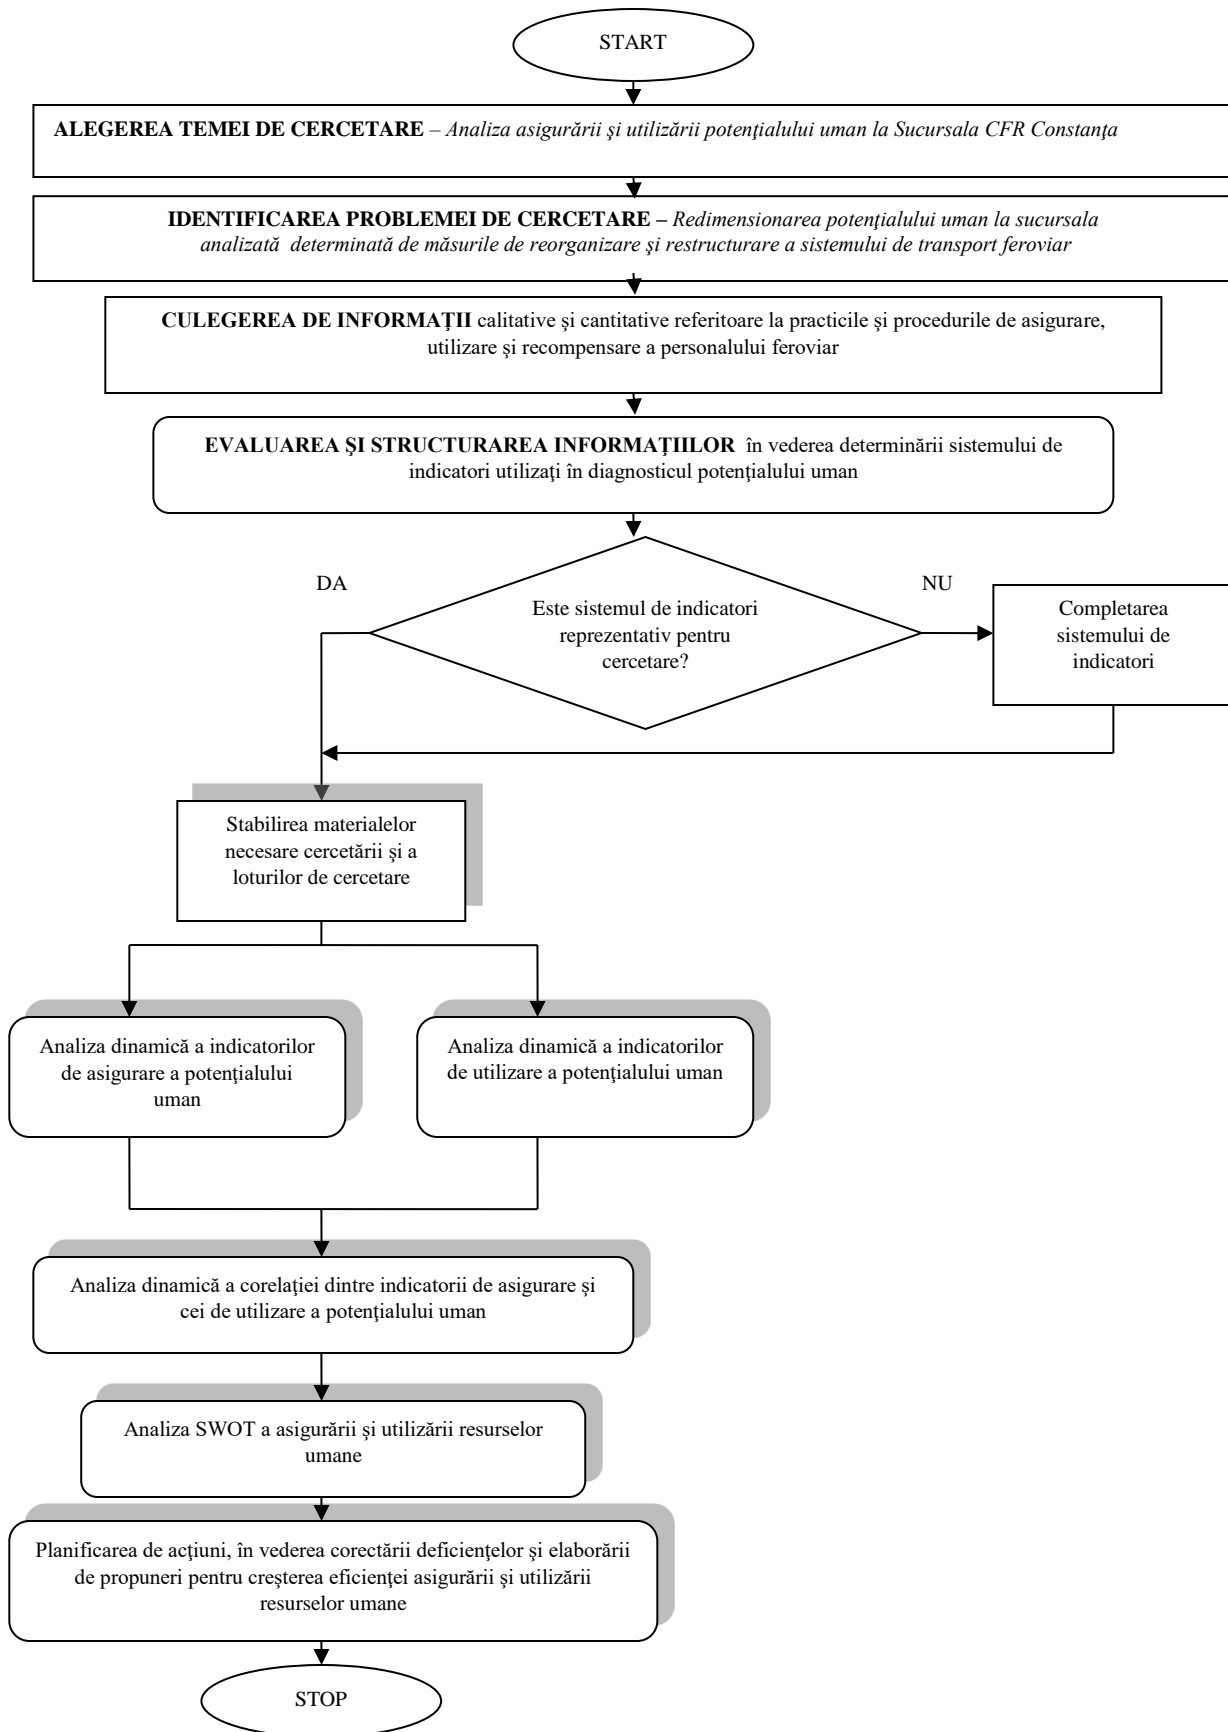 START
ALEGEREA TEMEI DE CERCETARE – Analiza asigurării şi utilizării potenţialului uman la Sucursala CFR Constanţa
IDENTIFICAREA PROBLEMEI DE CERCETARE – Redimensionarea potenţialului uman la sucursala
analizată determinată de măsurile de reorganizare şi restructurare a sistemului de transport feroviar
CULEGEREA DE INFORMAŢII calitative şi cantitative referitoare la practicile şi procedurile de asigurare,
utilizare şi recompensare a personalului feroviar
EVALUAREA ŞI STRUCTURAREA INFORMAŢIILOR în vederea determinării sistemului de
indicatori utilizaţi în diagnosticul potenţialului uman
DA
NU
Este sistemul de indicatori
reprezentativ pentru
cercetare?
Completarea
sistemului de
indicatori
Stabilirea materialelor
necesare cercetării şi a
loturilor de cercetare
Analiza dinamică a indicatorilor
de asigurare a potenţialului
uman
Analiza dinamică a indicatorilor
de utilizare a potenţialului uman
Analiza dinamică a corelaţiei dintre indicatorii de asigurare şi
cei de utilizare a potenţialului uman
Analiza SWOT a asigurării şi utilizării resurselor
umane
Planificarea de acţiuni, în vederea corectării deficienţelor şi elaborării
de propuneri pentru creşterea eficienţei asigurării şi utilizării
resurselor umane
STOP